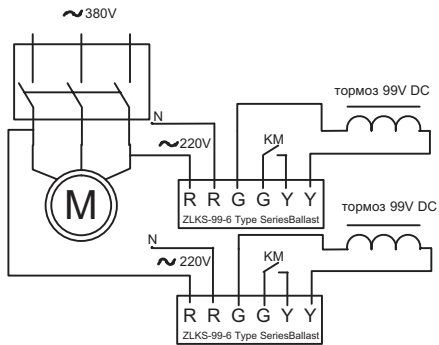 ~380V
тормоз 99V DC
N
KM
~220V
M
R R G G Y Y
ZLKS-99-6 Type SeriesBallast
тормоз 99V DC
N
~220V
KM
R R G G Y Y
ZLKS-99-6 Type SeriesBallast